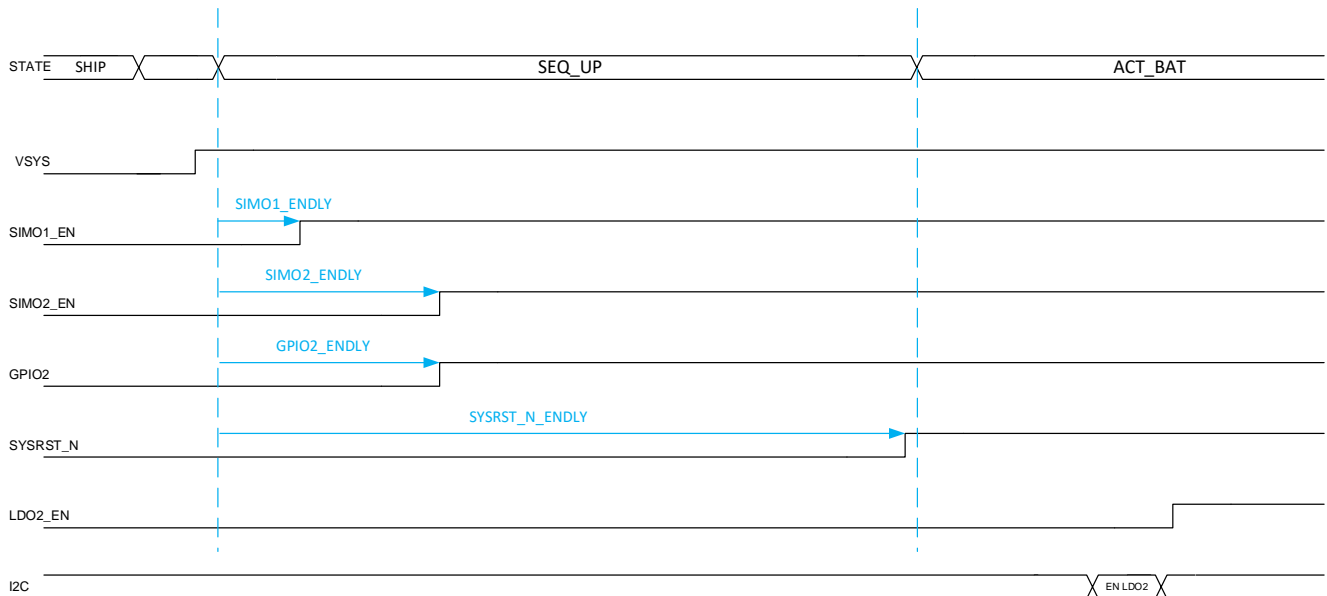 STATE SHIP SEQ_UP ACT_BAT
VSYS
SIMO1_ENDLY
SIMO1_EN
SIMO2_ENDLY
SIMO2_EN
GPIO2_ENDLY
GPIO2
SYSRST_N_ENDLY
SYSRST_N
LDO2_EN
I2C EN LDO2